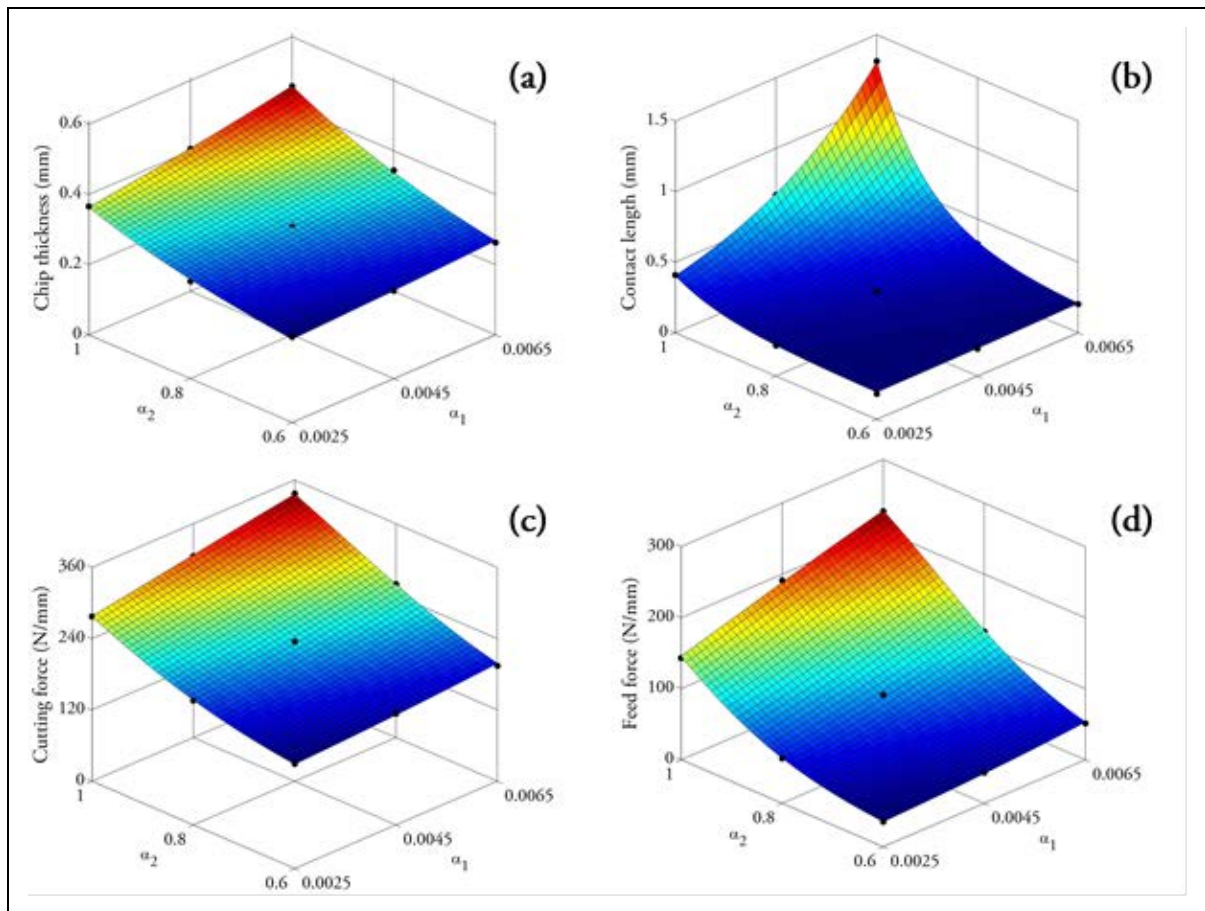 (a)
Chip thickness (mm)
0.6
0.4
0.2
0
1
0.8
0.6
α2
0.0025
0.0045
0.0065
α1
(b)
Contact length (mm)
1.5
1
0.5
0
1
0.8
0.6
α2
0.0025
0.0045
0.0065
α1
(c)
Cutting force (N/mm)
360
240
120
0
1
0.8
0.6
α2
0.0025
0.0045
0.0065
α1
(d)
Feed force (N/mm)
300
200
100
0
1
0.8
0.6
α2
0.0025
0.0045
0.0065
α1